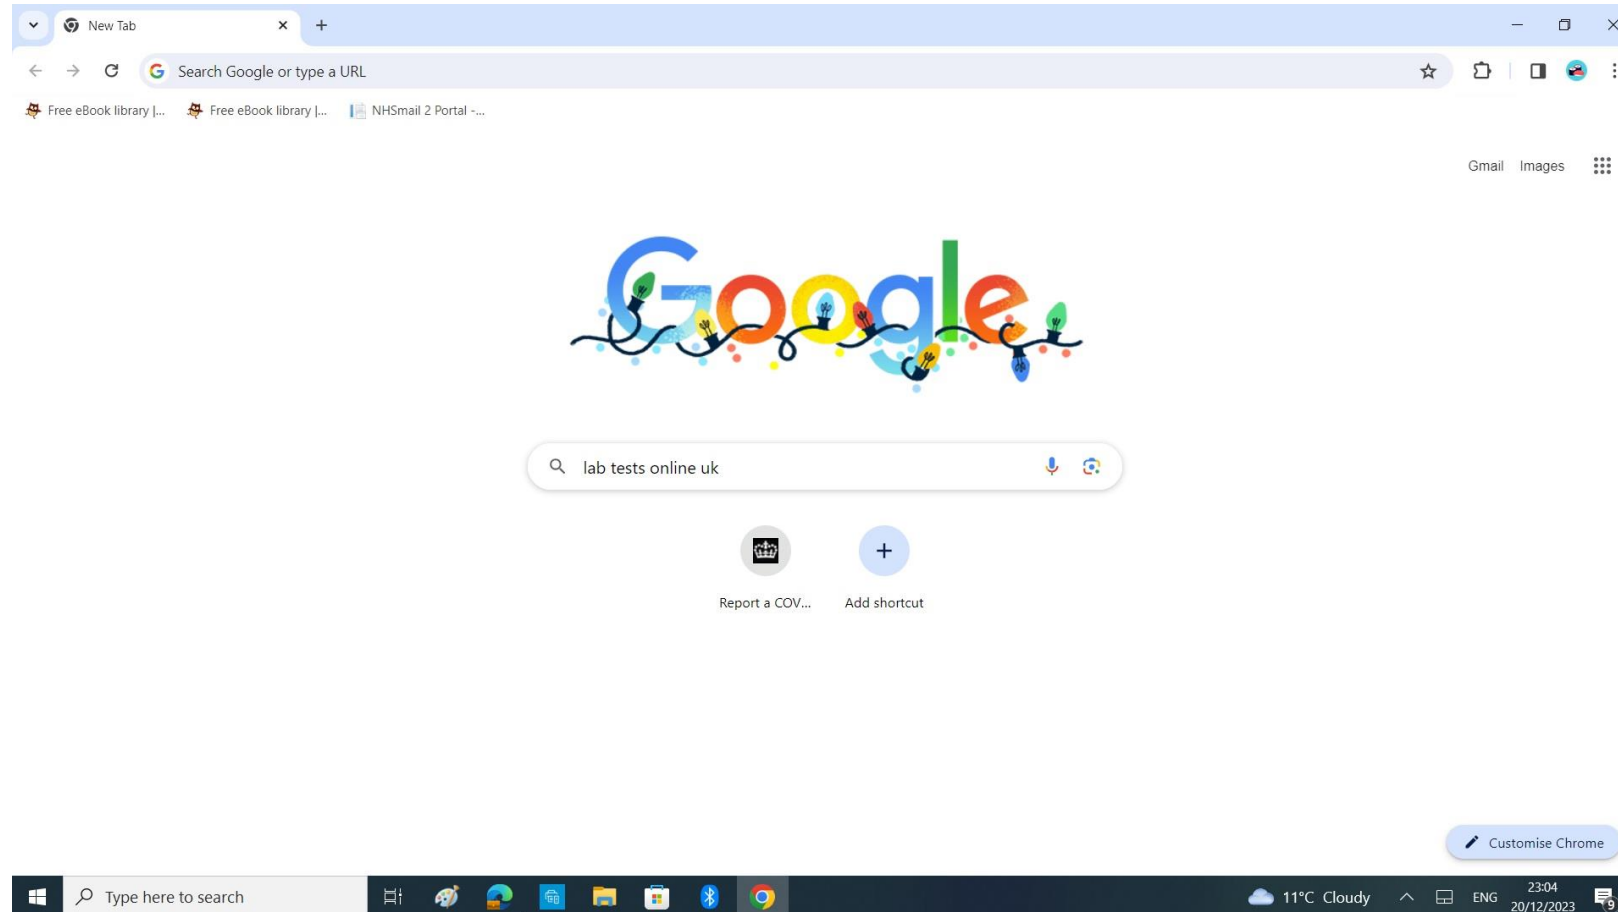 New Tab
Search Google or type a URL
Free eBook library |...
Free eBook library |...
NHSmail 2 Portal -...
Gmail
Images
Google
lab tests online uk
Report a COV...
Add shortcut
Customise Chrome
Type here to search
11°C Cloudy
ENG
23:04
20/12/2023
9